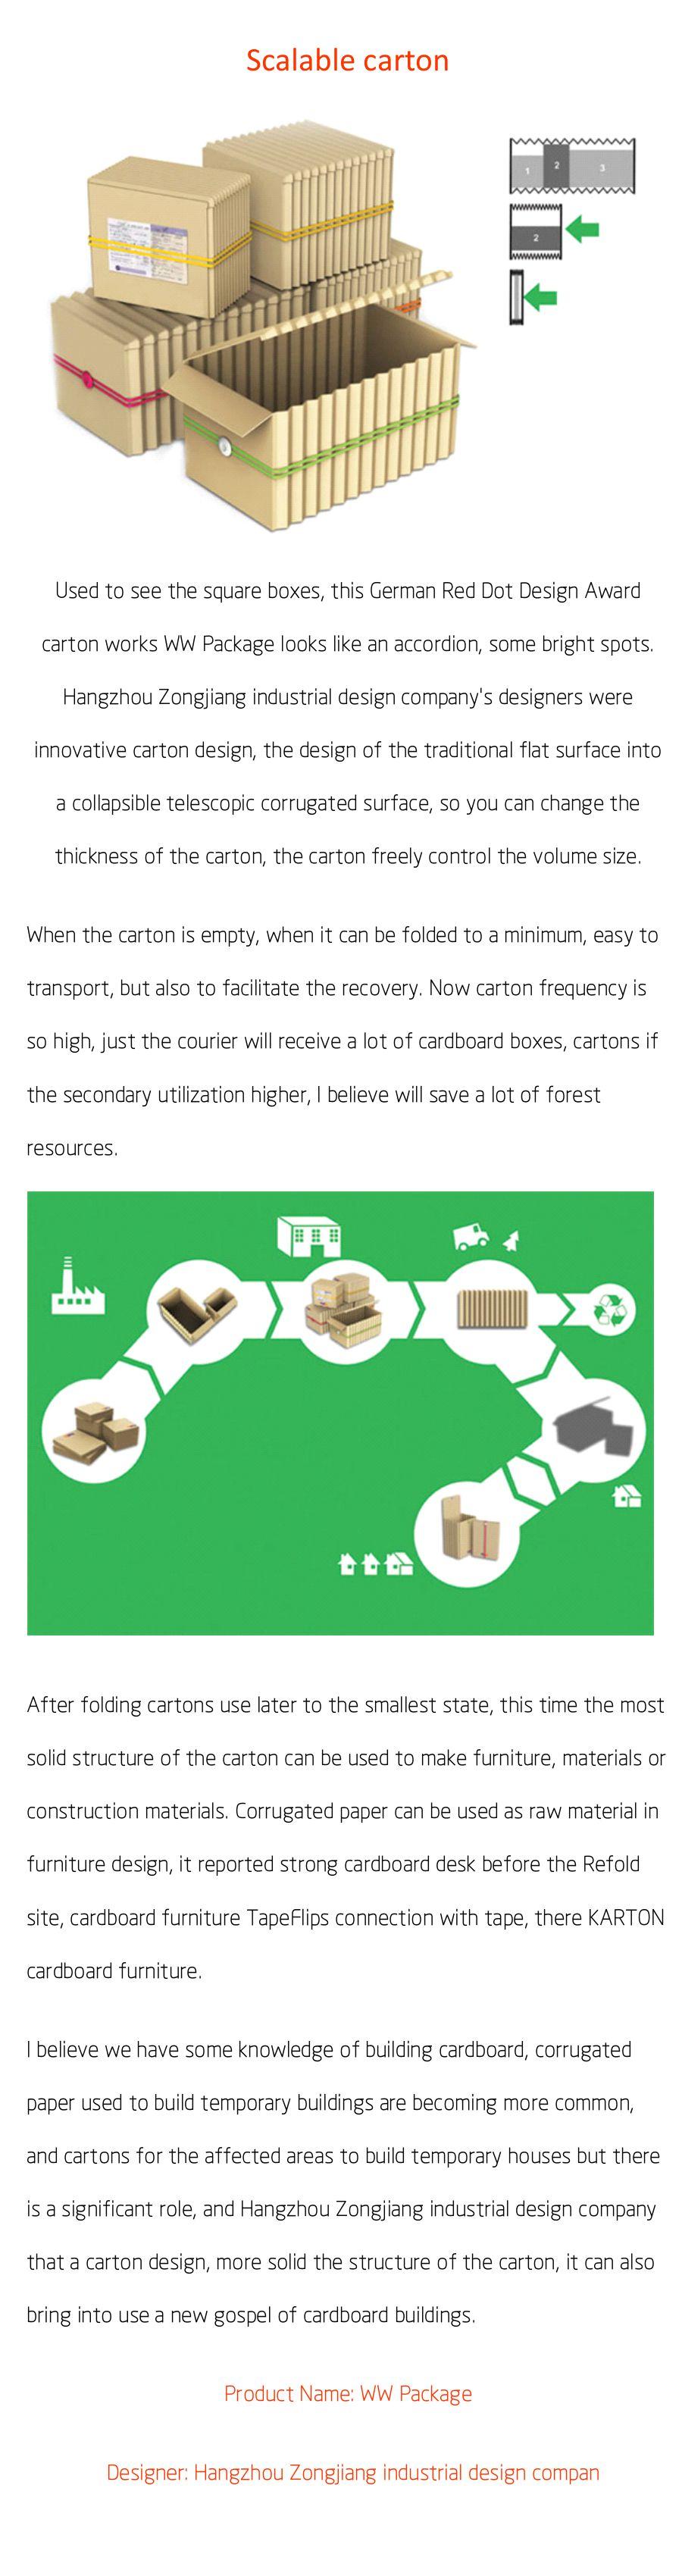 Scalable carton
1
2
3
2
Used to see the square boxes, this German Red Dot Design Award
carton works WW Package looks like an accordion, some bright spots.
Hangzhou Zongjiang industrial design company's designers were
innovative carton design, the design of the traditional flat surface into
a collapsible telescopic corrugated surface, so you can change the
thickness of the carton, the carton freely control the volume size.
When the carton is empty, when it can be folded to a minimum, easy to
transport, but also to facilitate the recovery. Now carton frequency is
so high, just the courier will receive a lot of cardboard boxes, cartons if
the secondary utilization higher, I believe will save a lot of forest
resources.
After folding cartons use later to the smallest state, this time the most
solid structure of the carton can be used to make furniture, materials or
construction materials. Corrugated paper can be used as raw material in
furniture design, it reported strong cardboard desk before the Refold
site, cardboard furniture TapeFlips connection with tape, there KARTON
cardboard furniture.
I believe we have some knowledge of building cardboard, corrugated
paper used to build temporary buildings are becoming more common,
and cartons for the affected areas to build temporary houses but there
is a significant role, and Hangzhou Zongjiang industrial design company
that a carton design, more solid the structure of the carton, it can also
bring into use a new gospel of cardboard buildings.
Product Name: WW Package
Designer: Hangzhou Zongjiang industrial design compan